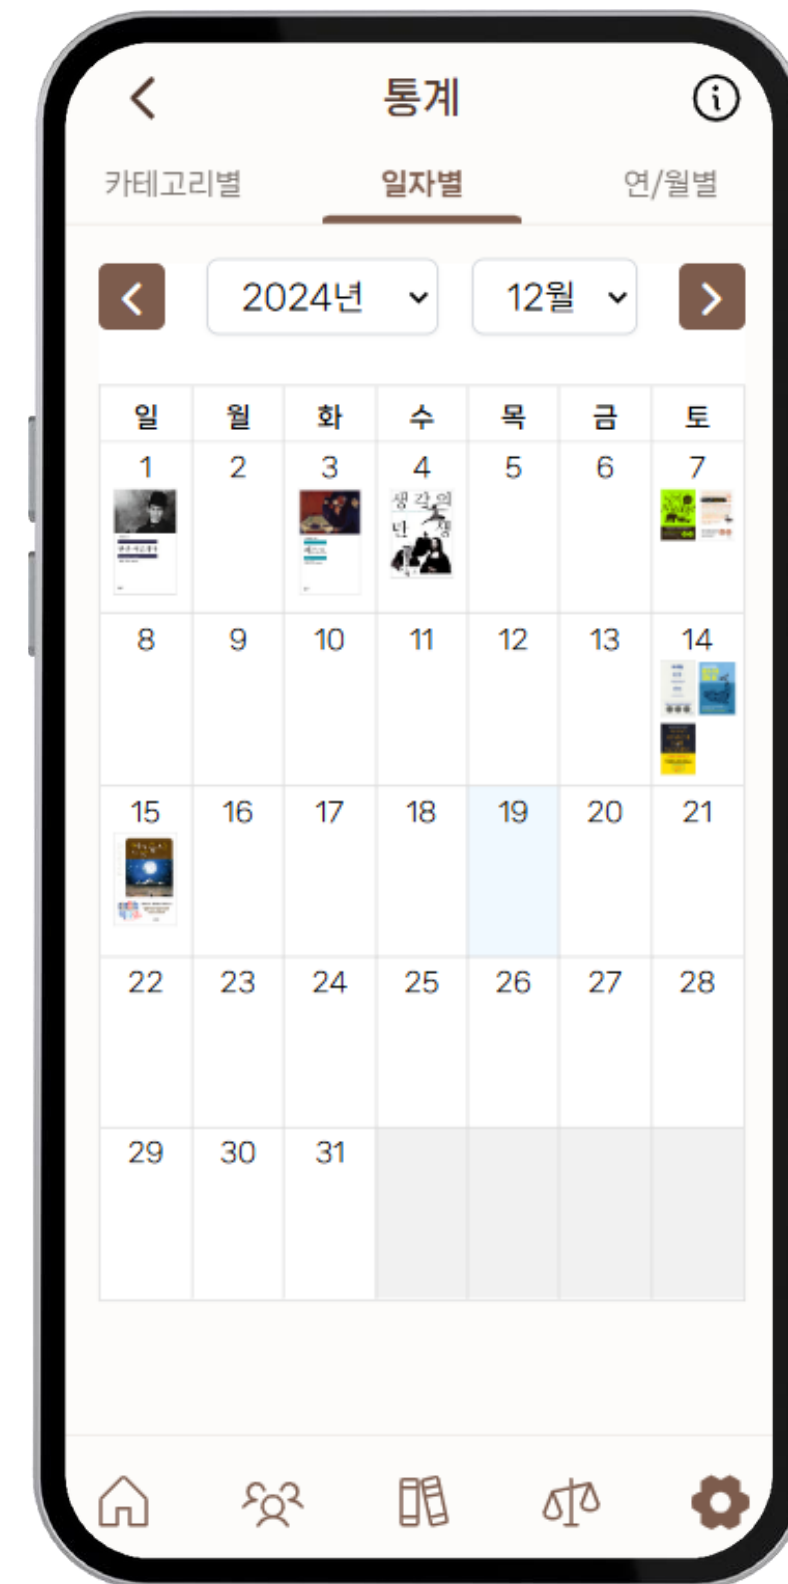 통계
카테고리별 일자별 연/월별
2024년 12월
일 월 화 수 목 금 토
1 2 3 4 5 6 7
생각의
탄생
8 9 10 11 12 13 14
15 16 17 18 19 20 21
22 23 24 25 26 27 28
29 30 31